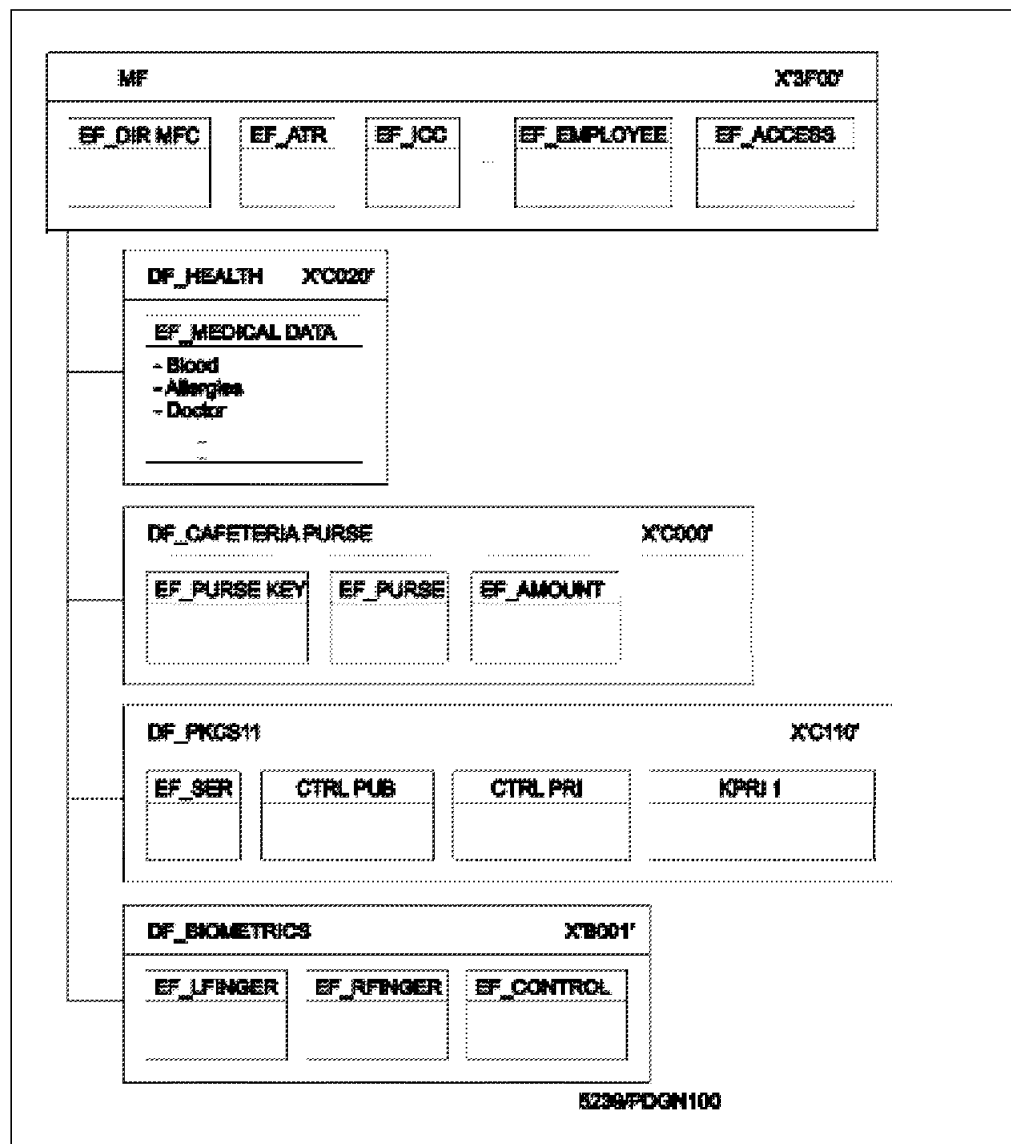 MF X'3F00'
EF_DIR MFC EF_ATR EF_ICC ... EF_EMPLOYEE EF_ACCESS
DF_HEALTH X'C020'
EF_MEDICAL DATA
- Blood
- Allergies
- Doctor
DF_CAFETERIA PURSE X'C000'
EF_PURSE KEY EF_PURSE EF_AMOUNT
DF_PKCS11 X'C110'
EF_SER CTRL PUB CTRL PRI KPRI 1
DF_BIOMETRICS X'B001'
EF_LFINGER EF_RFINGER EF_CONTROL
5239/PDGN100